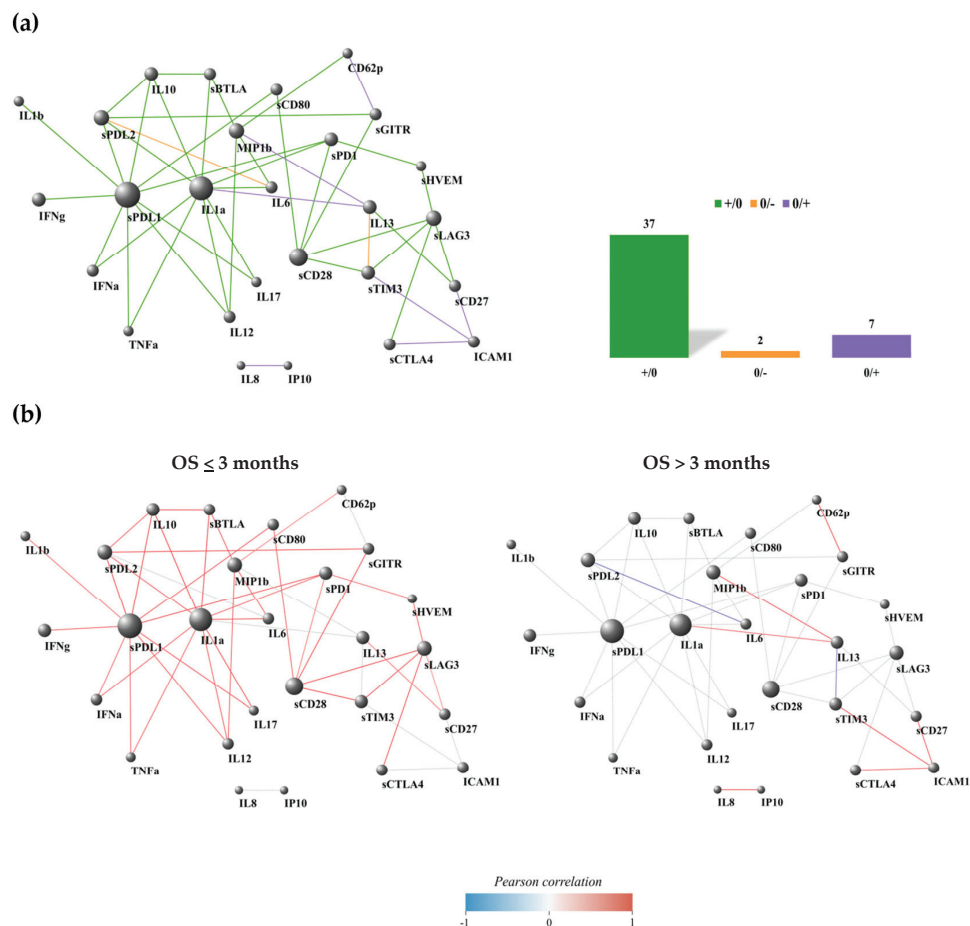 (a)
CD62p
IL10
sBTLA
sCD80
IL1b
sPDL2
sGITR
MIP1b
sPD1
sHVEM
IFNg
sPDL1
IL1a
IL6
IL13
sLAG3
sCD28
IFNa
IL17
sTIM3
sCD27
TNFa
IL12
sCTLA4
ICAM1
IL8 IP10
+/0 0/- 0/+
37
2
7
+/0 0/- 0/+
(b)
OS ≤ 3 months
CD62p
IL10
sBTLA
sCD80
IL1b
sPDL2
sGITR
MIP1b
sPD1
sHVEM
IFNg
sPDL1
IL1a
IL6
IL13
sLAG3
sCD28
IFNa
IL17
sTIM3
sCD27
TNFa
IL12
sCTLA4
ICAM1
IL8 IP10
OS > 3 months
CD62p
IL10
sBTLA
sCD80
IL1b
sPDL2
sGITR
MIP1b
sPD1
sHVEM
IFNg
sPDL1
IL1a
IL6
IL13
sLAG3
sCD28
IFNa
IL17
sTIM3
sCD27
TNFa
IL12
sCTLA4
ICAM1
IL8 IP10
Pearson correlation
-1 0 1